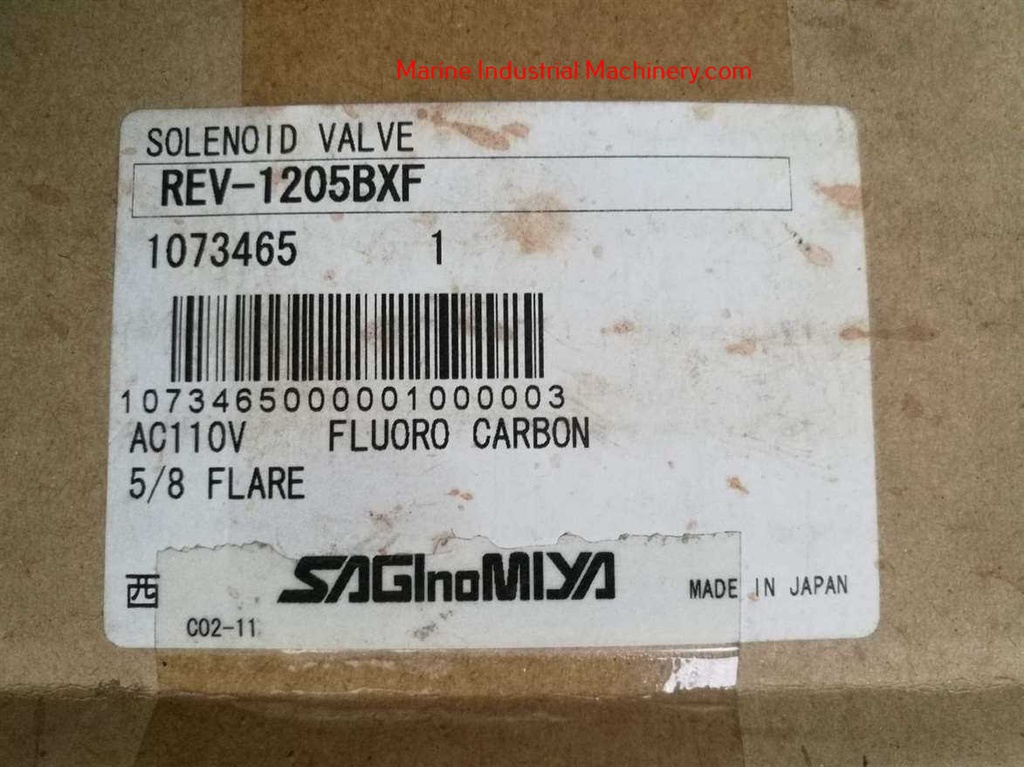 Marine Industrial Machinery.com
SOLENOID VALVE
REV-1205BXF
1073465 1
1073465000001000003
AC110V FLUORO CARBON
5/8 FLARE
SAGInoMIYA
西 MADE IN JAPAN
C02-11